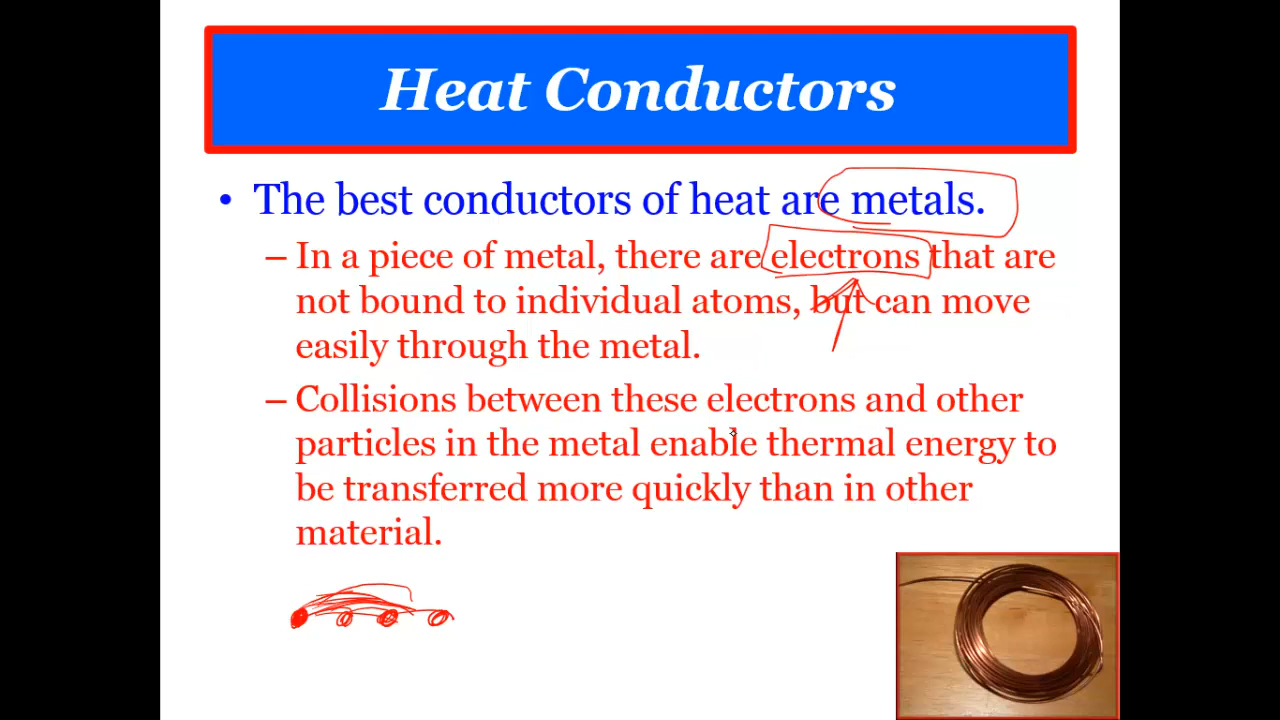 Heat Conductors
• The best conductors of heat are metals.
– In a piece of metal, there are electrons that are
not bound to individual atoms, but can move
easily through the metal.
– Collisions between these electrons and other
particles in the metal enable thermal energy to
be transferred more quickly than in other
material.